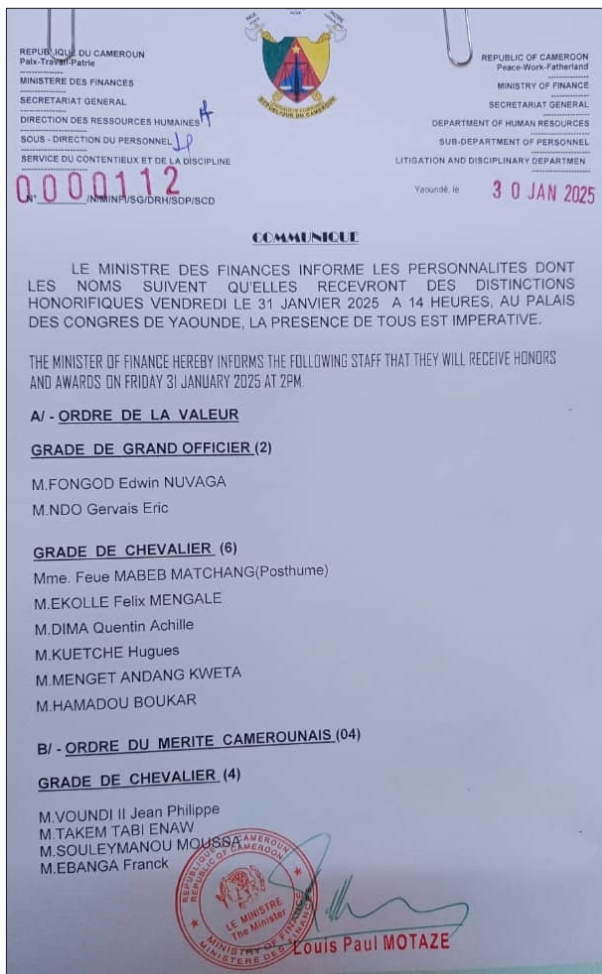 REPUBLIQUE DU CAMEROUN
Paix-Travail-Patrie
MINISTERE DES FINANCES
SECRETARIAT GENERAL
DIRECTION DES RESSOURCES HUMAINES
SOUS - DIRECTION DU PERSONNEL
SERVICE DU CONTENTIEUX ET DE LA DISCIPLINE
0000112
N° /N/MINFI/SG/DRH/SDP/SCD
REPUBLIQUE DU CAMEROUN
REPUBLIC OF CAMEROON
Peace-Work-Fatherland
MINISTRY OF FINANCE
SECRETARIAT GENERAL
DEPARTMENT OF HUMAN RESOURCES
SUB-DEPARTMENT OF PERSONNEL
LITIGATION AND DISCIPLINARY DEPARTMEN
Yaoundé, le 30 JAN 2025
COMMUNIQUE
LE MINISTRE DES FINANCES INFORME LES PERSONNALITES DONT
LES NOMS SUIVENT QU'ELLES RECEVRONT DES DISTINCTIONS
HONORIFIQUES VENDREDI LE 31 JANVIER 2025 A 14 HEURES, AU PALAIS
DES CONGRES DE YAOUNDE, LA PRESENCE DE TOUS EST IMPERATIVE.
THE MINISTER OF FINANCE HEREBY INFORMS THE FOLLOWING STAFF THAT THEY WILL RECEIVE HONORS
AND AWARDS ON FRIDAY 31 JANUARY 2025 AT 2PM.
A/ - ORDRE DE LA VALEUR
GRADE DE GRAND OFFICIER (2)
M.FONGOD Edwin NUVAGA
M.NDO Gervais Eric
GRADE DE CHEVALIER (6)
Mme. Feue MABEB MATCHANG(Posthume)
M.EKOLLE Felix MENGALE
M.DIMA Quentin Achille
M.KUETCHE Hugues
M.MENGET ANDANG KWETA
M.HAMADOU BOUKAR
B/ - ORDRE DU MERITE CAMEROUNAIS (04)
GRADE DE CHEVALIER (4)
M.VOUNDI II Jean Philippe
M.TAKEM TABI ENAW
M.SOULEYMANOU MOUSSA
M.EBANGA Franck
REPUBLIQUE DU CAMEROUN
REPUBLIC OF CAMEROON
LE MINISTRE
The Minister
MINISTRY OF FINANCE
MINISTERE DES FINANCES
Louis Paul MOTAZE